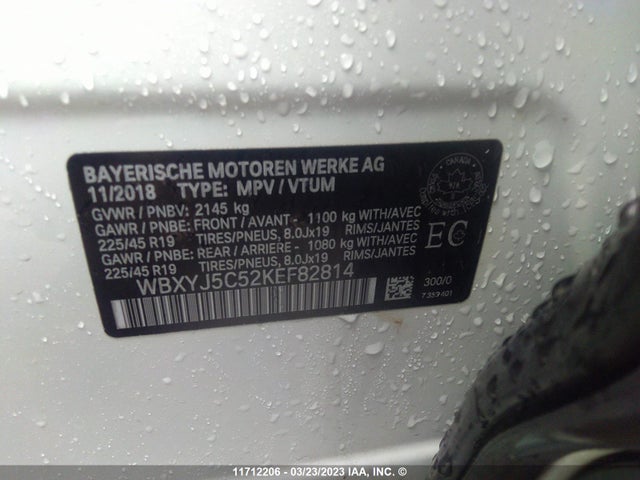 BAYERISCHE MOTOREN WERKE AG
11/2018 TYPE: MPV / VTUM
GVWR / PNBV: 2145 kg
GAWR / PNBE: FRONT / AVANT - 1100 kg WITH/AVEC
225/45 R19 TIRES/PNEUS, 8.0Jx19 RIMS/JANTES
GAWR / PNBE: REAR / ARRIERE - 1080 kg WITH/AVEC
225/45 R19 TIRES/PNEUS, 8.0Jx19 RIMS/JANTES
EC
WBXYJ5C52KEF82814
300/0
7389401
CANADA
11712206 - 03/23/2023 IAA, INC. ©